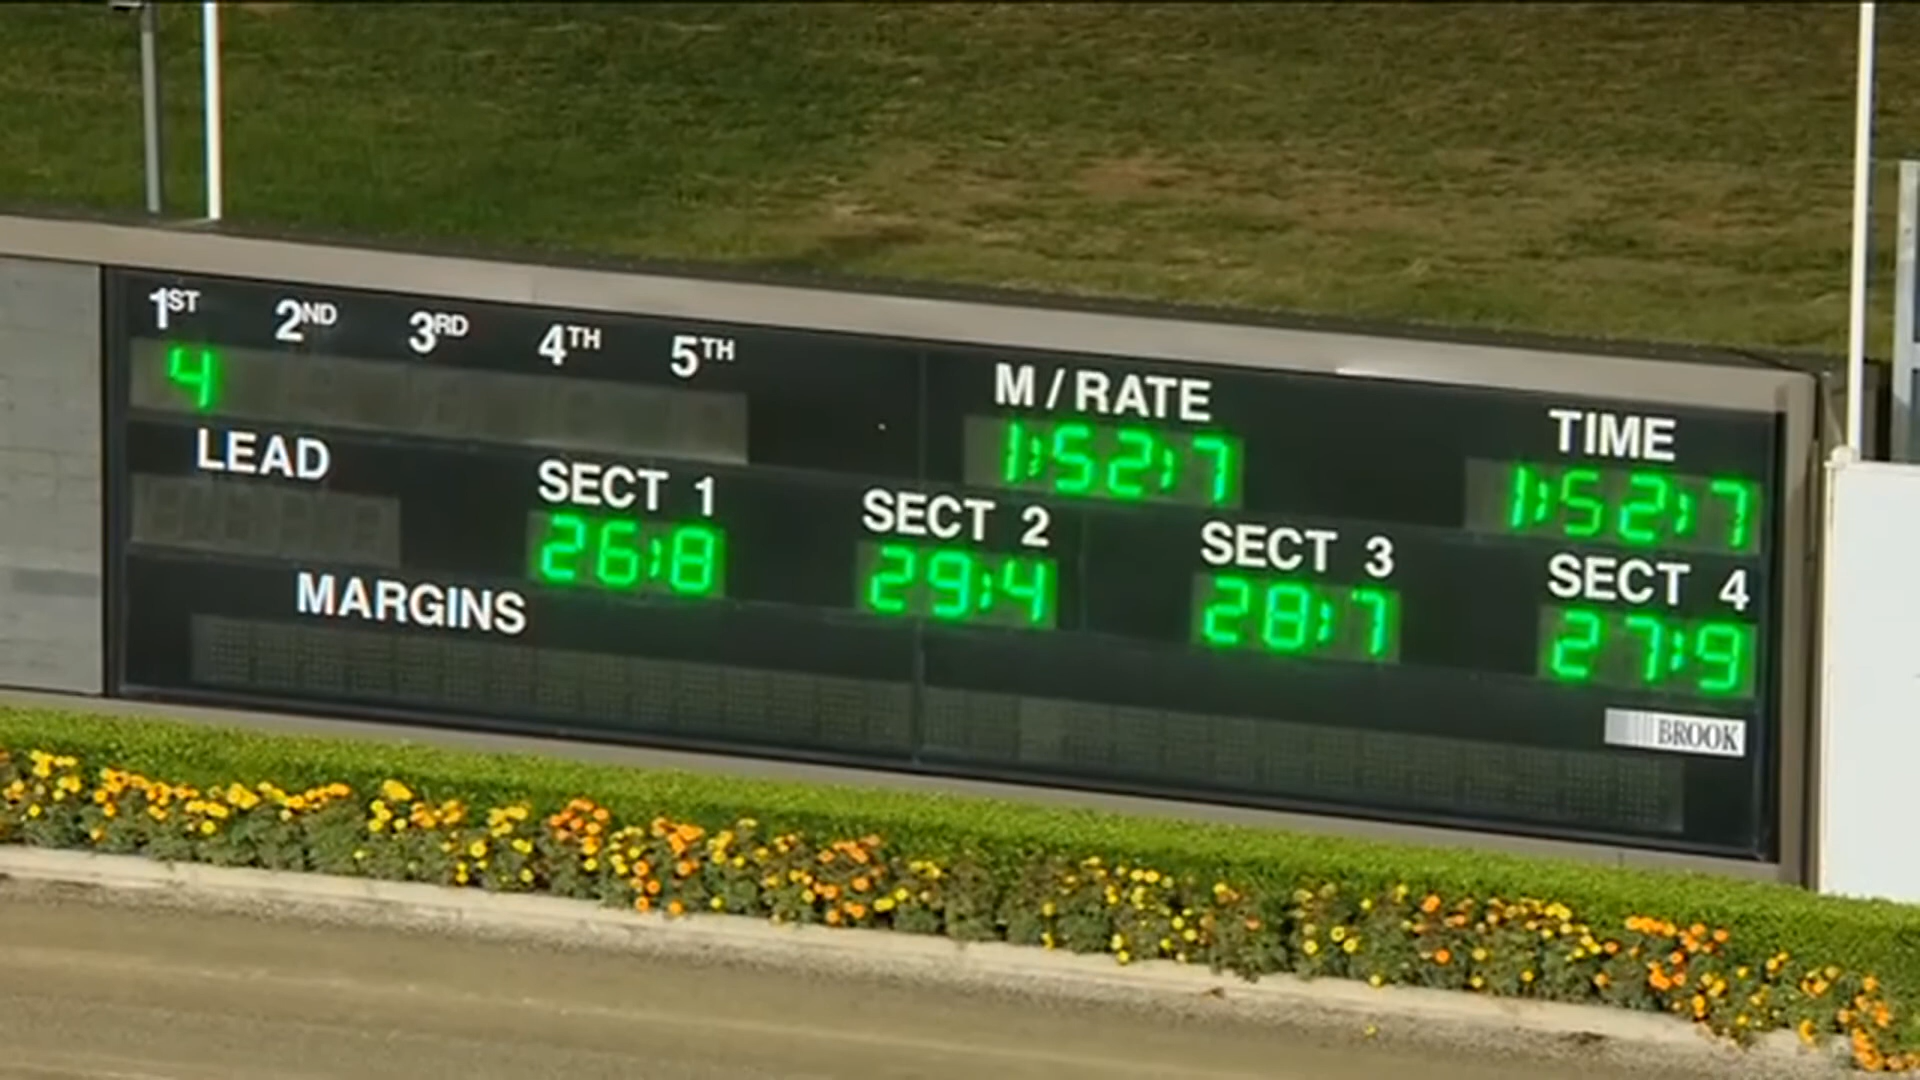 1ST 2ND 3RD 4TH 5TH
4
M/RATE
1:52:7
TIME
1:52:7
LEAD
SECT 1
26:8
SECT 2
29:4
SECT 3
28:7
SECT 4
27:9
MARGINS
BROOK